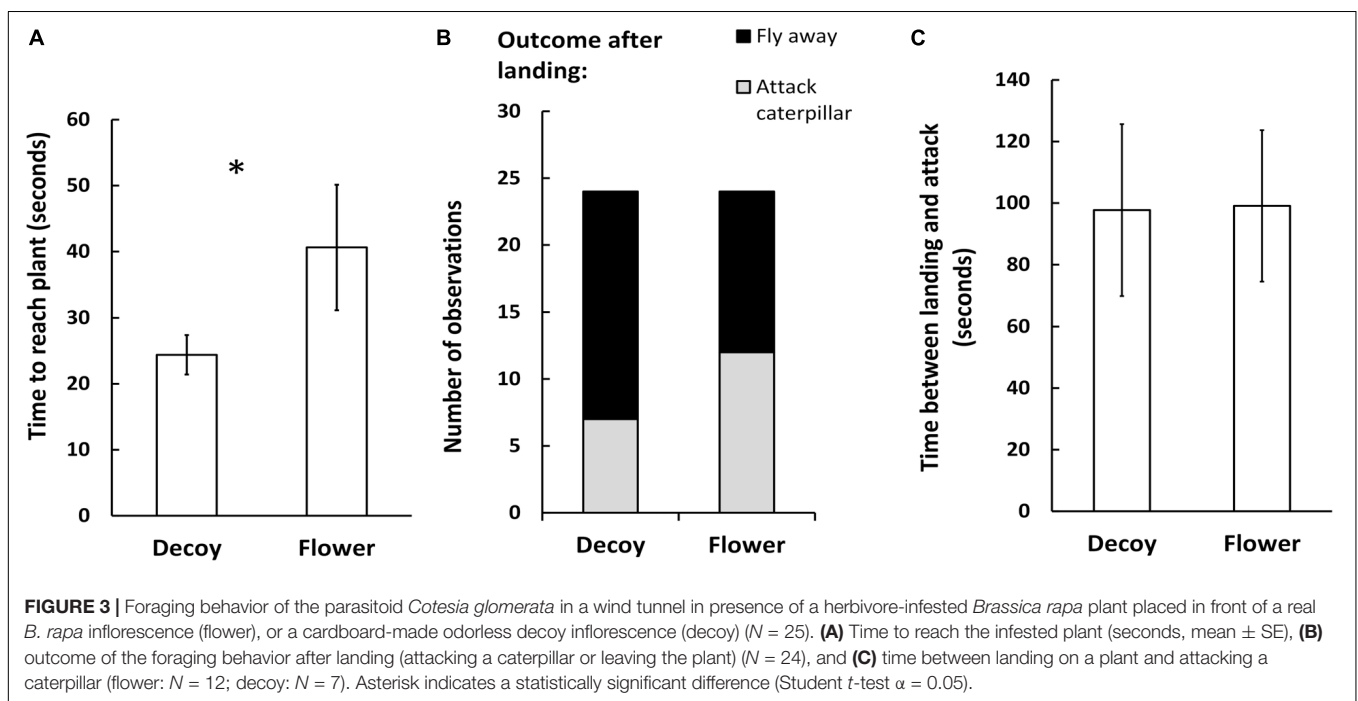 A
Time to reach plant (seconds)
60
50
40
30
20
10
0
*
Decoy Flower
B
Outcome after
landing:
Fly away
Attack
caterpillar
Number of observations
30
25
20
15
10
5
0
Decoy Flower
C
Time between landing and attack
(seconds)
140
120
100
80
60
40
20
0
Decoy Flower
FIGURE 3 | Foraging behavior of the parasitoid Cotesia glomerata in a wind tunnel in presence of a herbivore-infested Brassica rapa plant placed in front of a real
B. rapa inflorescence (flower), or a cardboard-made odorless decoy inflorescence (decoy) (N = 25). (A) Time to reach the infested plant (seconds, mean ± SE), (B)
outcome of the foraging behavior after landing (attacking a caterpillar or leaving the plant) (N = 24), and (C) time between landing on a plant and attacking a
caterpillar (flower: N = 12; decoy: N = 7). Asterisk indicates a statistically significant difference (Student t-test α = 0.05).